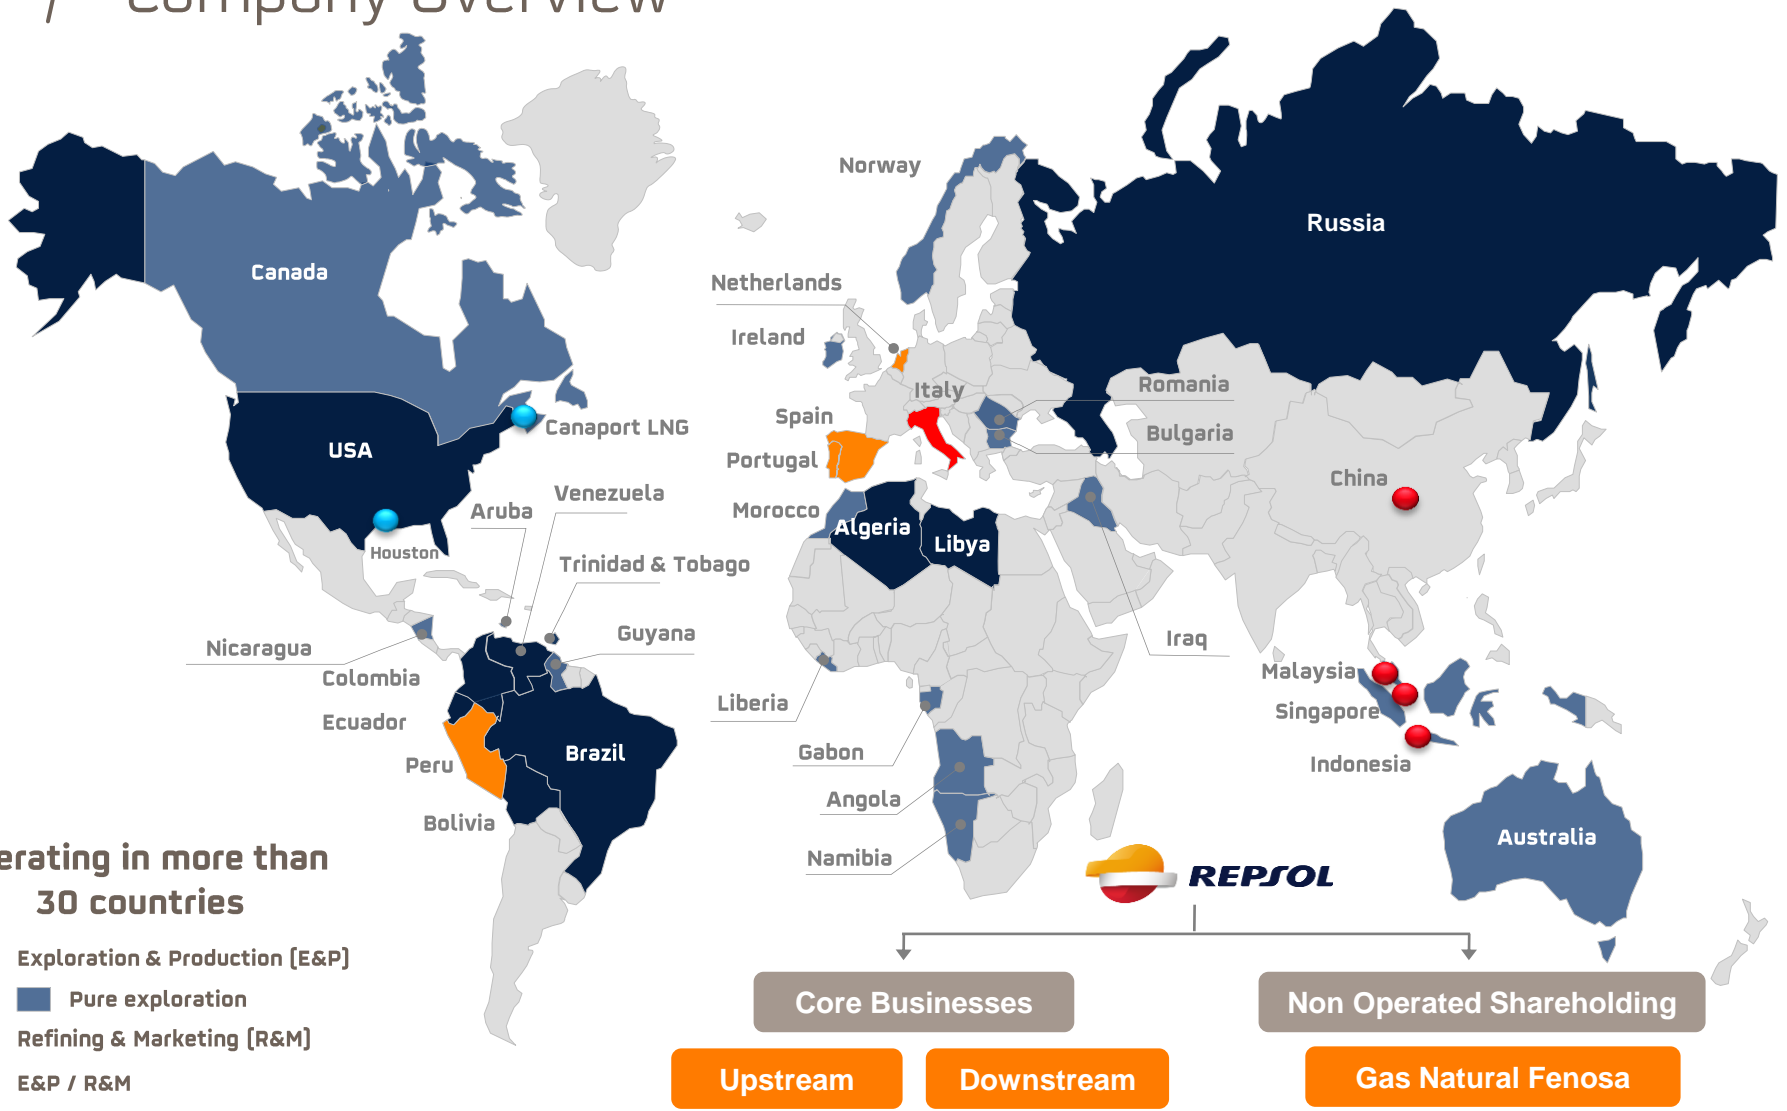 Company Overview
Norway
Russia
Canada
Netherlands
Ireland
Italy
Romania
Spain
Canaport LNG
Bulgaria
USA
Portugal
China
Venezuela
Aruba
Morocco
Algeria
Libya
Houston
Trinidad & Tobago
Nicaragua
Guyana
Iraq
Colombia
Malaysia
Liberia
Singapore
Ecuador
Gabon
Brazil
Peru
Indonesia
Angola
Bolivia
Australia
Namibia
erating in more than
30 countries
REPSOL
Exploration & Production (E&P)
Pure exploration
Refining & Marketing (R&M)
E&P / R&M
Core Businesses
Non Operated Shareholding
Upstream
Downstream
Gas Natural Fenosa